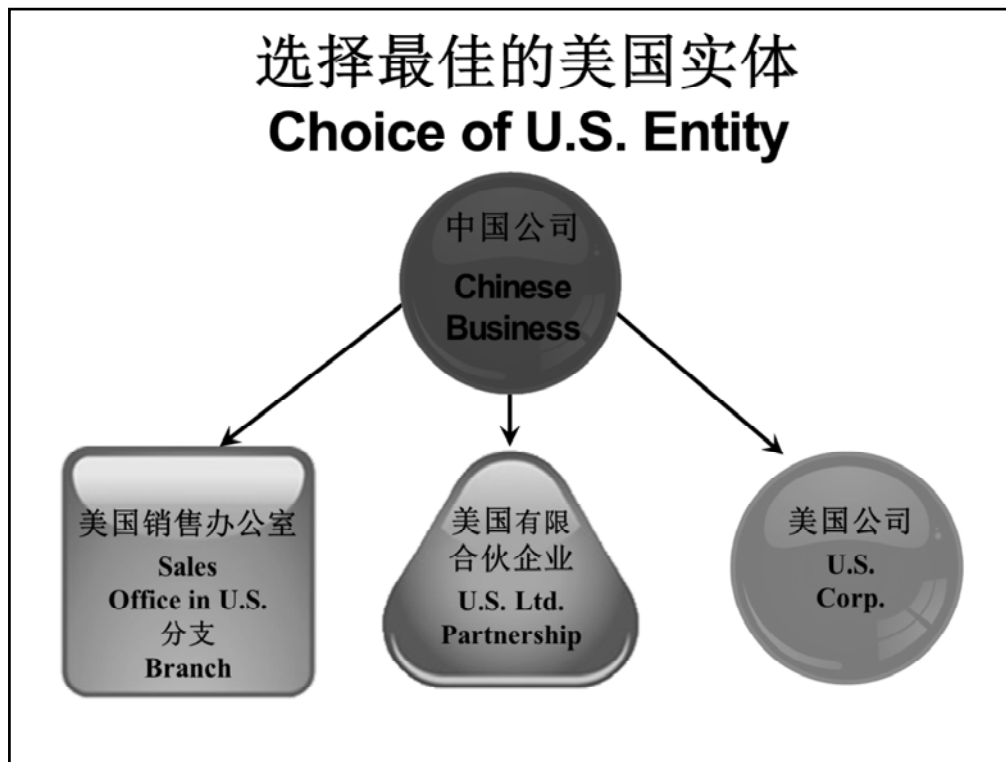 选择最佳的美国实体
Choice of U.S. Entity
中国公司
Chinese
Business
美国销售办公室
Sales
Office in U.S.
分支
Branch
美国有限
合伙企业
U.S. Ltd.
Partnership
美国公司
U.S.
Corp.